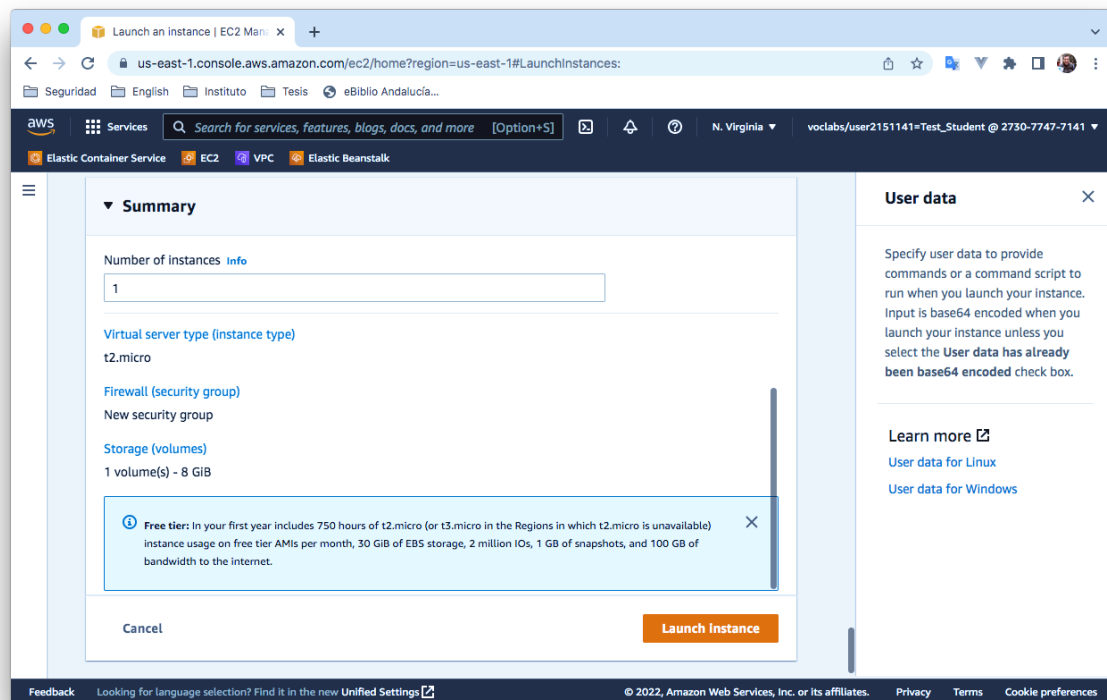 Launch an instance | EC2 Man
us-east-1.console.aws.amazon.com/ec2/home?region=us-east-1#LaunchInstances:
Seguridad English Instituto Tesis eBiblio Andalucía...
aws Services Search for services, features, blogs, docs, and more [Option+S] N. Virginia voclabs/user2151141=Test_Student @ 2730-7747-7141
Elastic Container Service EC2 VPC Elastic Beanstalk
Summary
Number of instances Info
1
Virtual server type (instance type)
t2.micro
Firewall (security group)
New security group
Storage (volumes)
1 volume(s) - 8 GiB
Free tier: In your first year includes 750 hours of t2.micro (or t3.micro in the Regions in which t2.micro is unavailable)
instance usage on free tier AMIs per month, 30 GiB of EBS storage, 2 million IOs, 1 GB of snapshots, and 100 GB of
bandwidth to the internet.
Cancel Launch instance
User data
Specify user data to provide
commands or a command script to
run when you launch your instance.
Input is base64 encoded when you
launch your instance unless you
select the User data has already
been base64 encoded check box.
Learn more
User data for Linux
User data for Windows
Feedback Looking for language selection? Find it in the new Unified Settings © 2022, Amazon Web Services, Inc. or its affiliates. Privacy Terms Cookie preferences